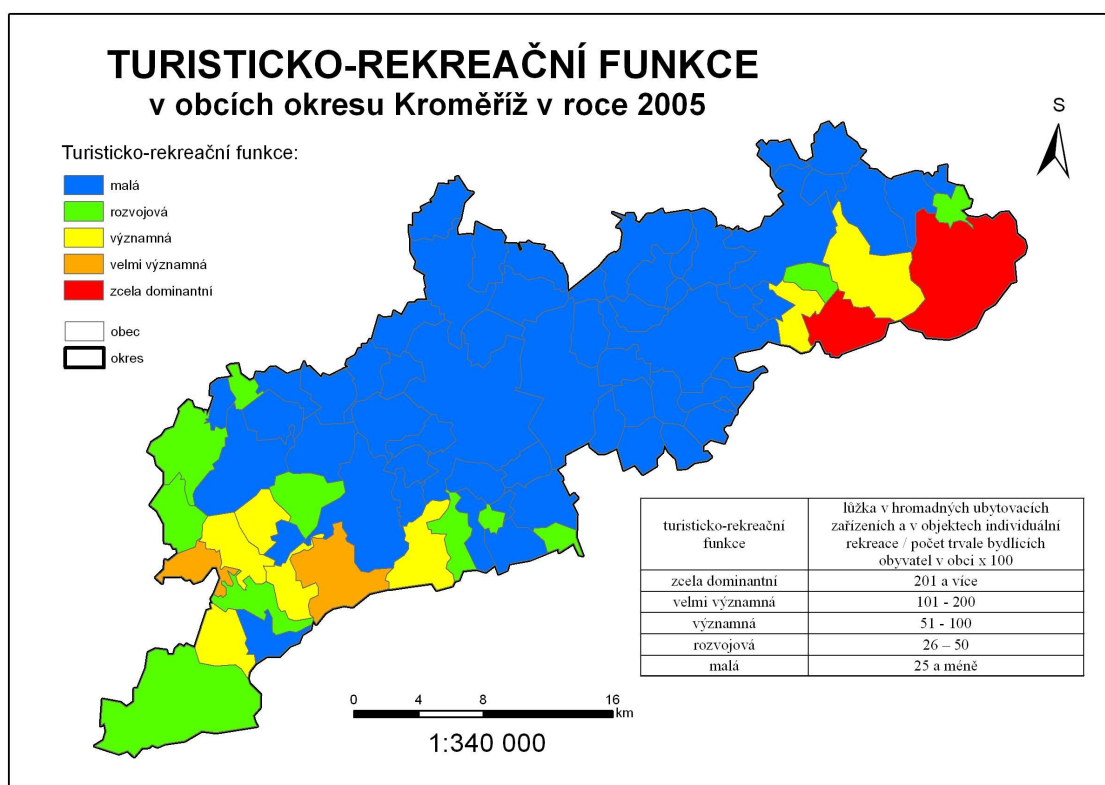 TURISTICKO-REKREAČNÍ FUNKCE
v obcích okresu Kroměříž v roce 2005
S
Turisticko-rekreační funkce:
malá
rozvojová
významná
velmi významná
zcela dominantní
obec
okres
turisticko-rekreační
funkce
lůžka v hromadných ubytovacích
zařízeních a v objektech individuální
rekreace / počet trvale bydlících
obyvatel v obci x 100
zcela dominantní 201 a více
velmi významná 101 - 200
významná 51 - 100
rozvojová 26 – 50
malá 25 a méně
0 4 8 16
km
1:340 000